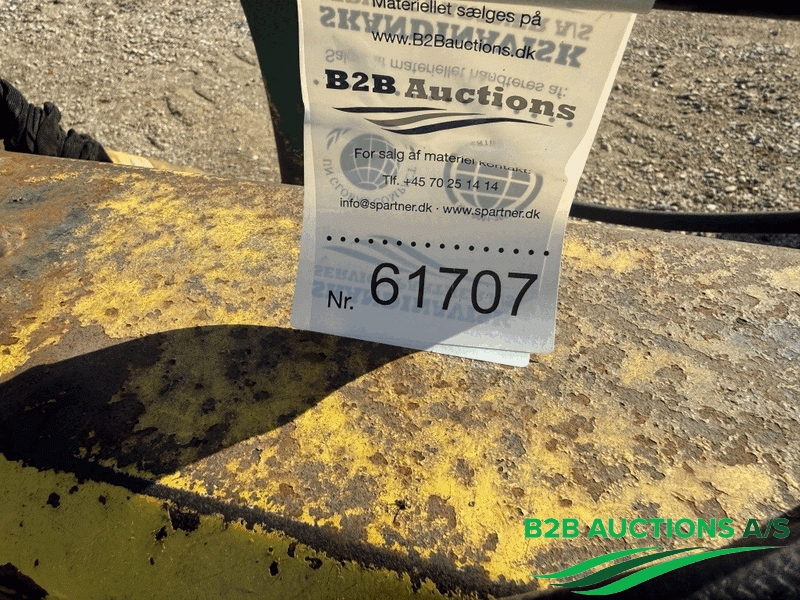 Materiellet sælges på
www.B2Bauctions.dk
B2B Auctions
For salg af materiel kontakt
Tlf. +45 70 25 14 14
info@spartner.dk · www.spartner.dk
Nr. 61707
B2B AUCTIONS A/S